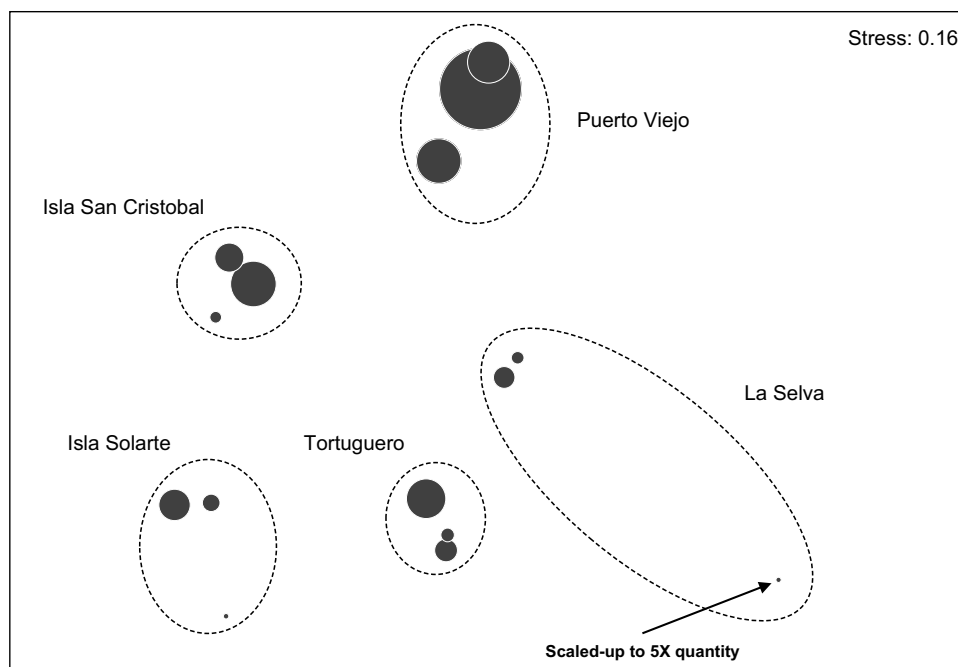 Stress: 0.16
Puerto Viejo
Isla San Cristobal
La Selva
Isla Solarte
Tortuguero
Scaled-up to 5X quantity